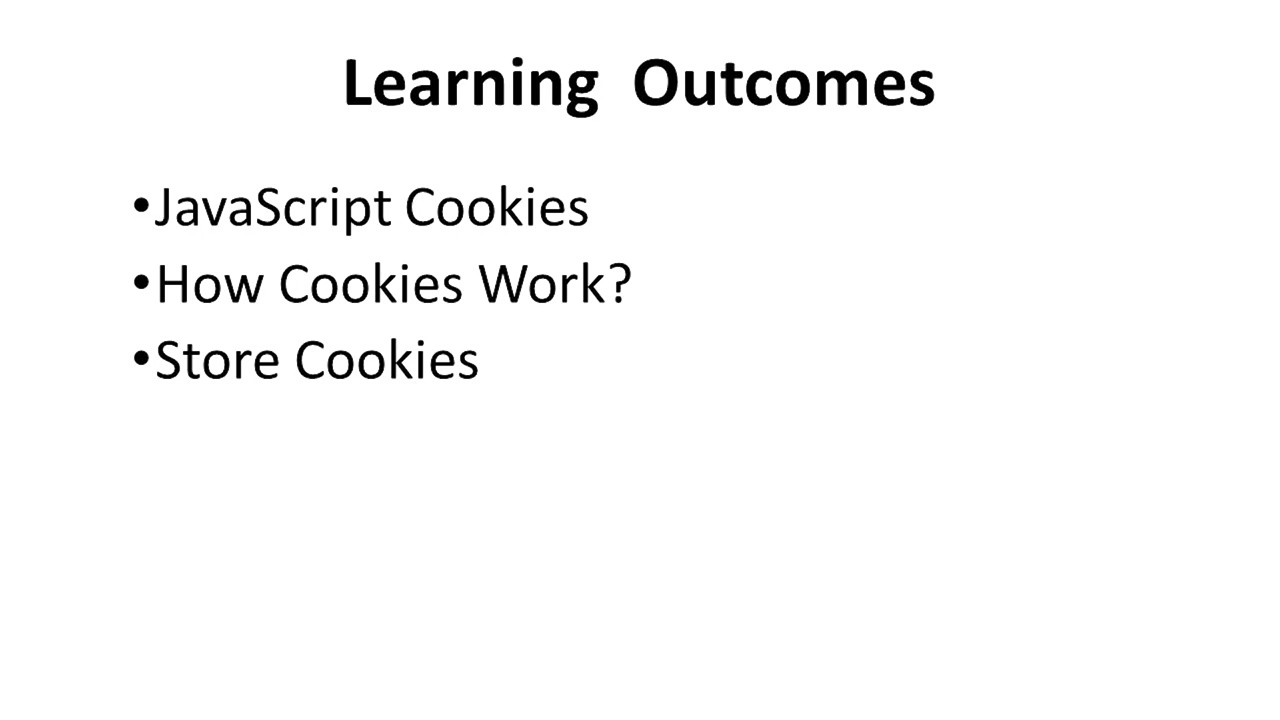 Learning Outcomes
•JavaScript Cookies
•How Cookies Work?
•Store Cookies